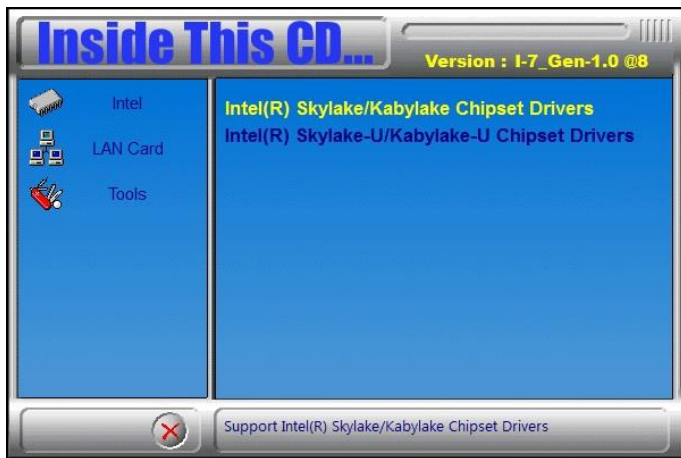 Inside This CD...
Version : I-7_Gen-1.0 @8
Intel
LAN Card
Tools
Intel(R) Skylake/Kabylake Chipset Drivers
Intel(R) Skylake-U/Kabylake-U Chipset Drivers
Support Intel(R) Skylake/Kabylake Chipset Drivers